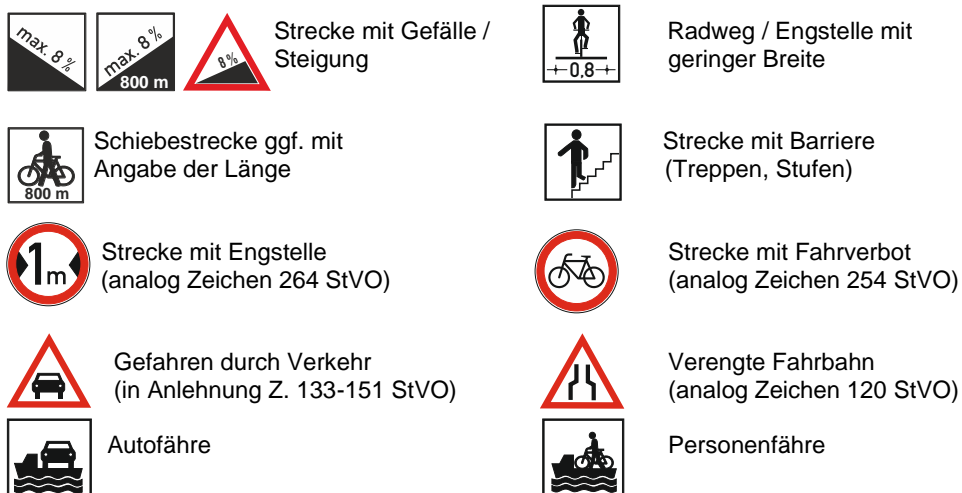 max. 8 %
max. 8 %
800 m
8 %
Strecke mit Gefälle /
Steigung
0,8
Radweg / Engstelle mit
geringer Breite
800 m
Schiebestrecke ggf. mit
Angabe der Länge
Strecke mit Barriere
(Treppen, Stufen)
1m
Strecke mit Engstelle
(analog Zeichen 264 StVO)
Strecke mit Fahrverbot
(analog Zeichen 254 StVO)
Gefahren durch Verkehr
(in Anlehnung Z. 133-151 StVO)
Verengte Fahrbahn
(analog Zeichen 120 StVO)
Autofähre
Personenfähre